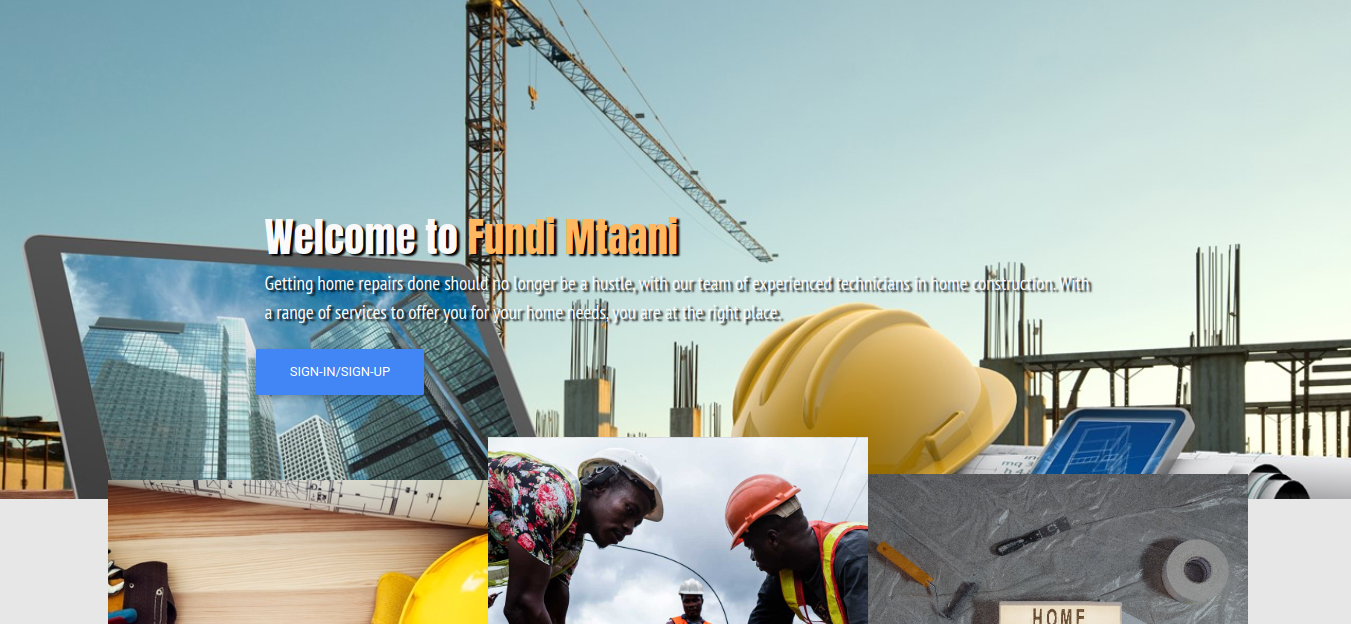 Welcome to Fundi Mtaani
Getting home repairs done should no longer be a hustle, with our team of experienced technicians in home construction. With
a range of services to offer you for your home needs, you are at the right place.
SIGN-IN/SIGN-UP
HOME